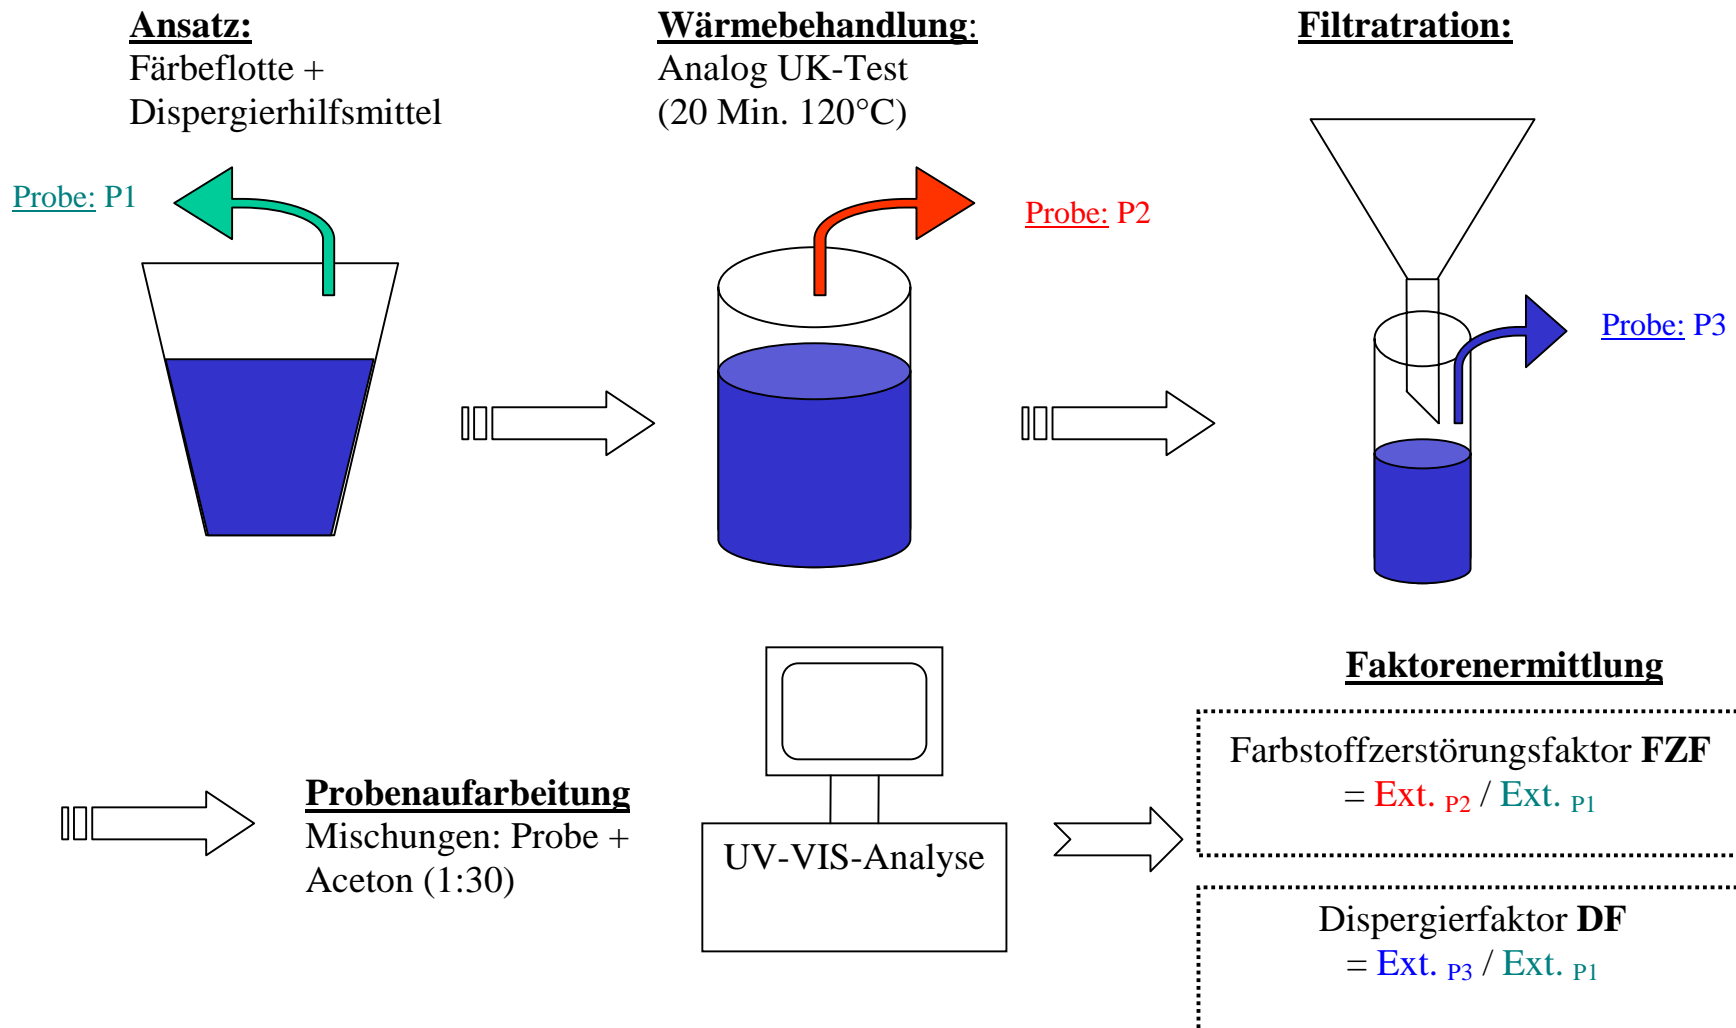 Ansatz:
Färbeflotte +
Dispergierhilfsmittel
Probe: P1
Wärmebehandlung:
Analog UK-Test
(20 Min. 120°C)
Probe: P2
Filtratration:
Probe: P3
Probenaufarbeitung
Mischungen: Probe +
Aceton (1:30)
UV-VIS-Analyse
Faktorenermittlung
Farbstoffzerstörungsfaktor FZF
= Ext. P2 / Ext. P1
Dispergierfaktor DF
= Ext. P3 / Ext. P1